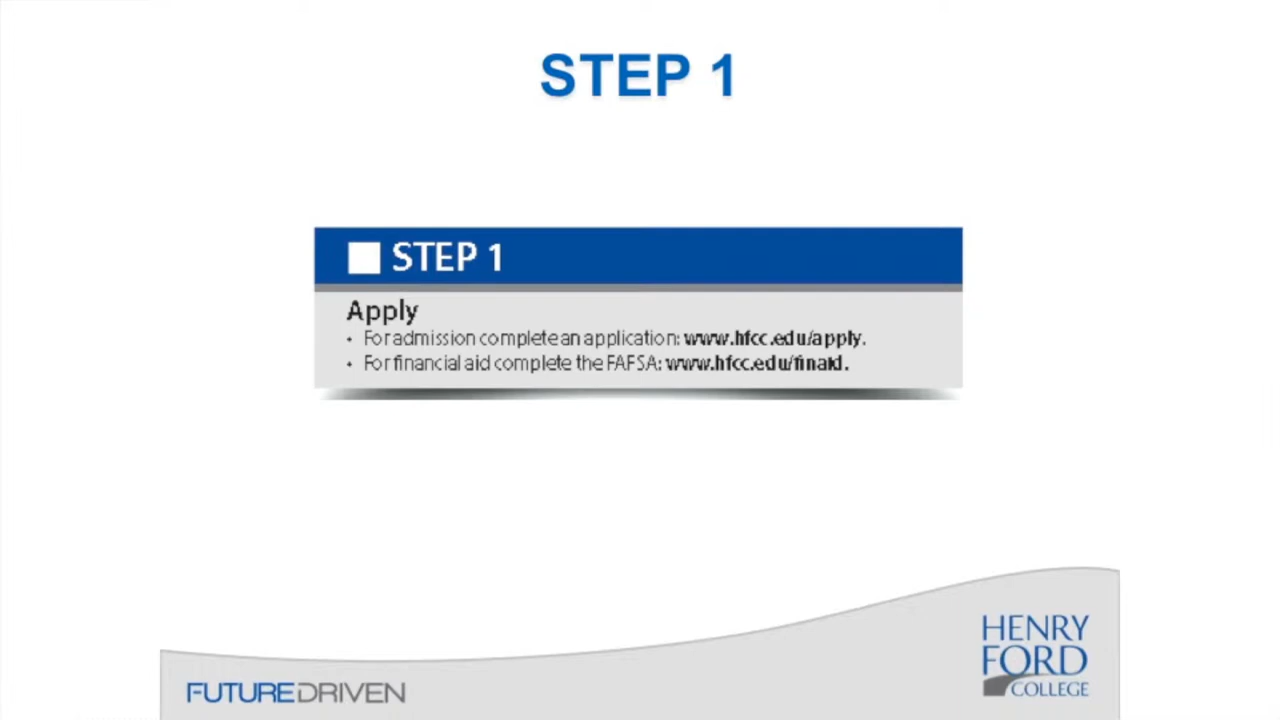 STEP 1
STEP 1
Apply
• For admission complete an application: www.hfcc.edu/apply.
• For financial aid complete the FAFSA: www.hfcc.edu/finaid.
FUTUREDRIVEN
HENRY
FORD
COLLEGE